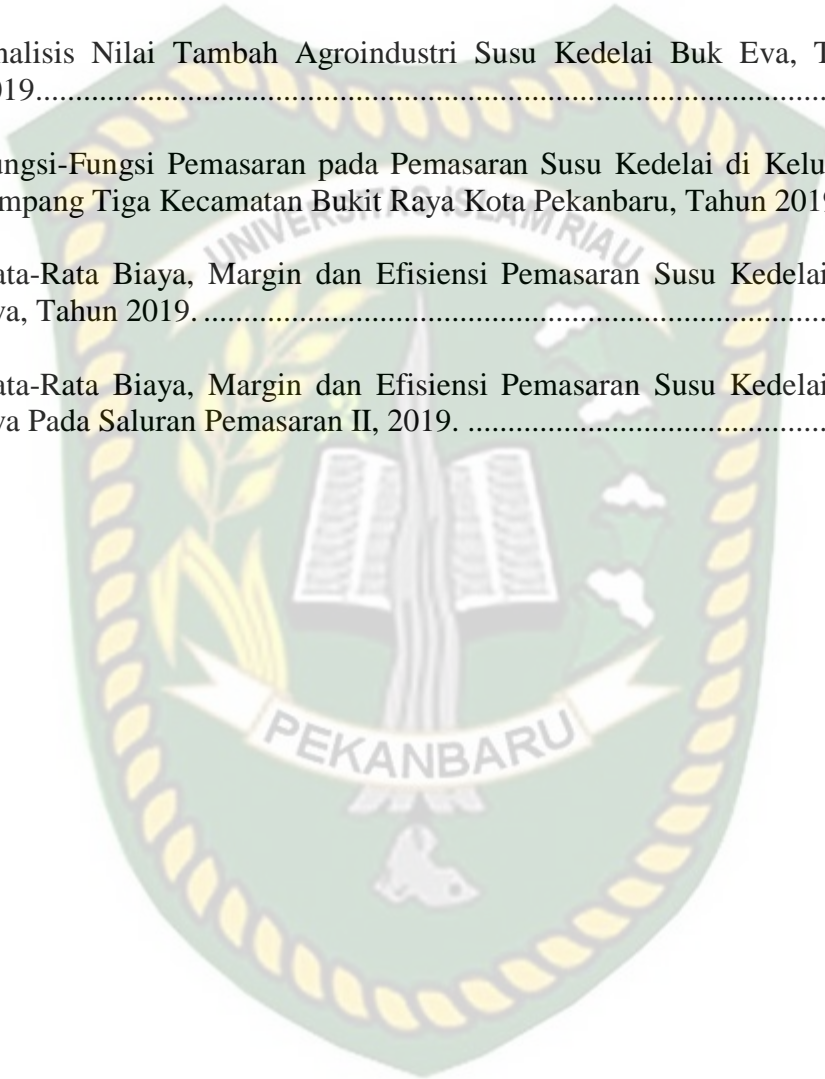 nalisis Nilai Tambah Agroindustri Susu Kedelai Buk Eva, T
019....................................................................................................
ungsi-Fungsi Pemasaran pada Pemasaran Susu Kedelai di Kelu
mpang Tiga Kecamatan Bukit Raya Kota Pekanbaru, Tahun 2019
UNIVERSITAS ISLAM RIAU
ata-Rata Biaya, Margin dan Efisiensi Pemasaran Susu Kedelai
va, Tahun 2019. ...............................................................................
ata-Rata Biaya, Margin dan Efisiensi Pemasaran Susu Kedelai
va Pada Saluran Pemasaran II, 2019. .............................................
PEKANBARU